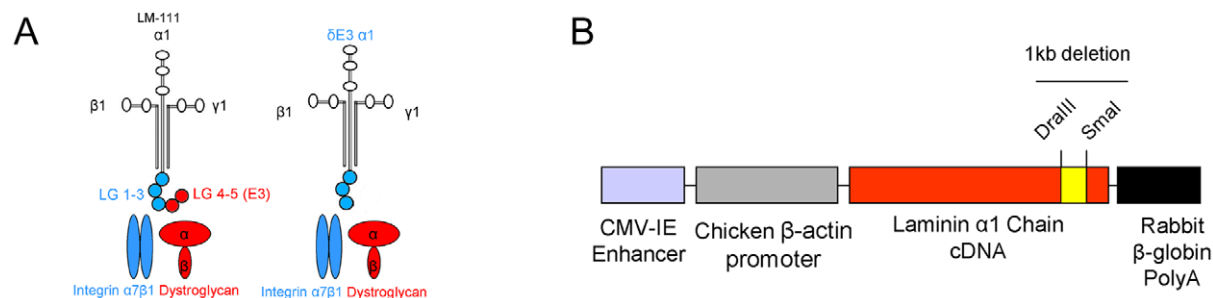 A
LM-111
α1
β1
γ1
LG 1-3
LG 4-5 (E3)
α
β
Integrin α7β1 Dystroglycan
δE3 α1
β1
γ1
α
β
Integrin α7β1 Dystroglycan
B
1kb deletion
DraIII
SmaI
CMV-IE
Enhancer
Chicken β-actin
promoter
Laminin α1 Chain
cDNA
Rabbit
β-globin
PolyA